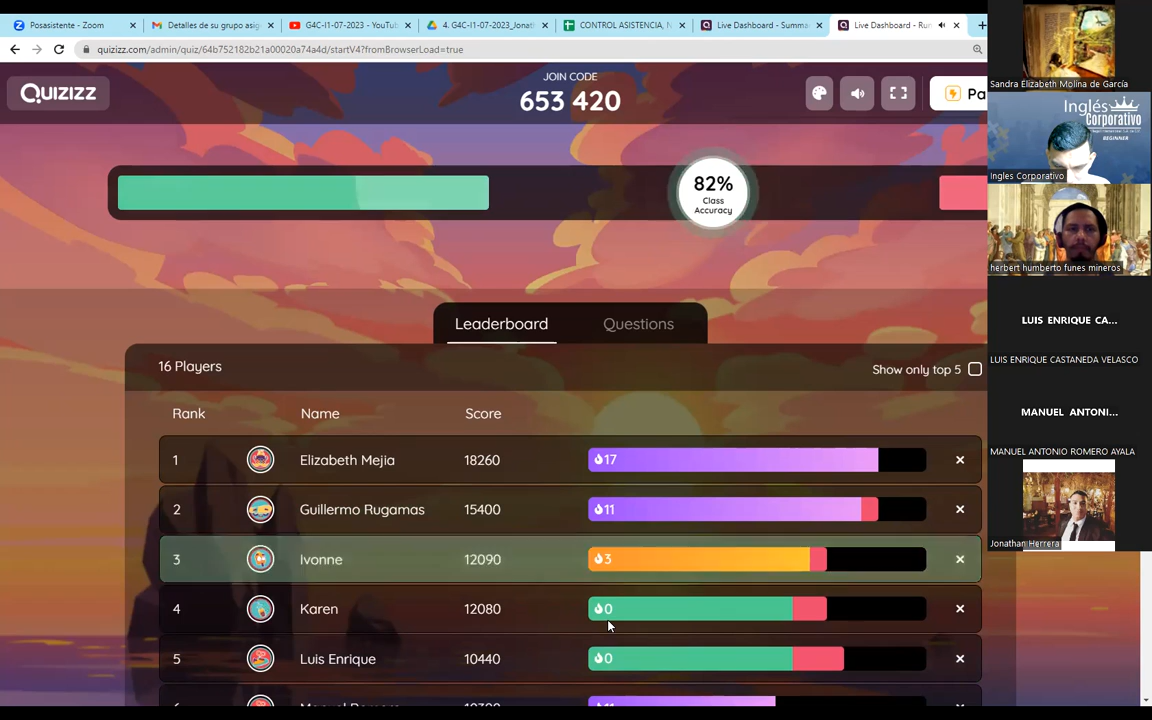 Posasistente - Zoom
Detalles de su grupo asig
G4C-I1-07-2023 - YouTub
4. G4C-I1-07-2023_Jonat
CONTROL ASISTENCIA, N
Live Dashboard - Summa
Live Dashboard - Run
quizizz.com/admin/quiz/64b752182b21a00020a74a4d/startV4?fromBrowserLoad=true
Quizizz
JOIN CODE
653 420
Pa
82%
Class
Accuracy
Leaderboard
Questions
16 Players
Show only top 5
Rank Name Score
1 Elizabeth Mejia 18260 17
2 Guillermo Rugamas 15400 11
3 Ivonne 12090 3
4 Karen 12080 0
5 Luis Enrique 10440 0
Sandra Elizabeth Molina de García
Inglés
Corporativo
BEGINNER
Ingles Corporativo
herbert humberto funes mineros
LUIS ENRIQUE CA...
LUIS ENRIQUE CASTANEDA VELASCO
MANUEL ANTONI...
MANUEL ANTONIO ROMERO AYALA
Jonathan Herrera